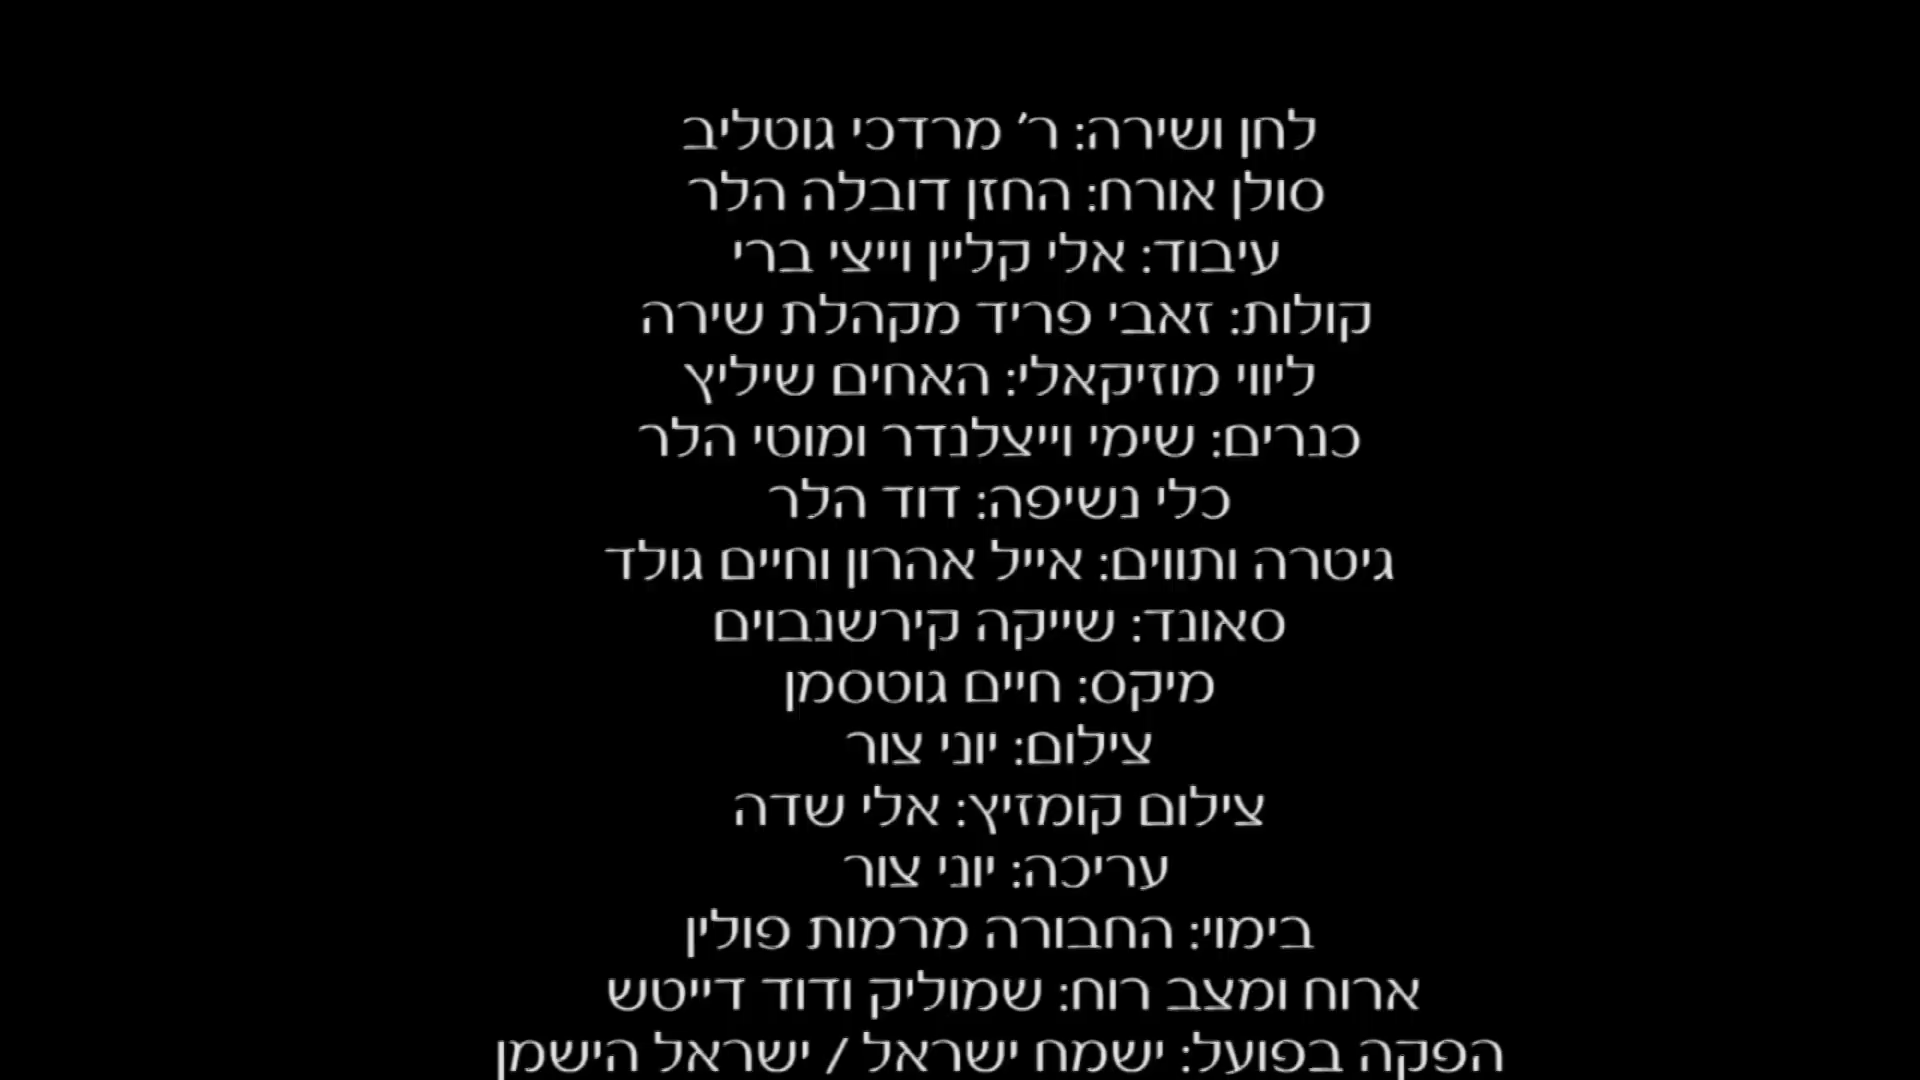 לחן ושירה: ר' מרדכי גוטליב
סולן אורח: החזן דובלה הלר
עיבוד: אלי קליין וייצי ברי
קולות: זאבי פריד מקהלת שירה
ליווי מוזיקאלי: האחים שיליץ
כנרים: שימי וייצלנדר ומוטי הלר
כלי נשיפה: דוד הלר
גיטרה ותווים: אייל אהרון וחיים גולד
סאונד: שייקה קירשנבוים
מיקס: חיים גוטסמן
צילום: יוני צור
צילום קומזיץ: אלי שדה
עריכה: יוני צור
בימוי: החבורה מרמות פולין
ארוח ומצב רוח: שמוליק ודוד דייטש
הפקה בפועל: ישמח ישראל / ישראל הישמן